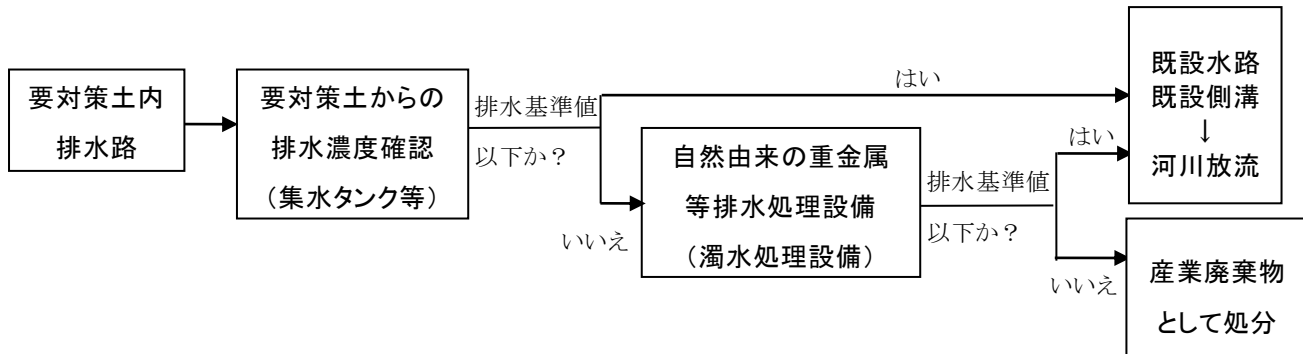 要対策土内
排水路
要対策土からの
排水濃度確認
（集水タンク等）
排水基準値
以下か？
はい
いいえ
自然由来の重金属
等排水処理設備
（濁水処理設備）
排水基準値
以下か？
はい
いいえ
既設水路
既設側溝
↓
河川放流
産業廃棄物
として処分